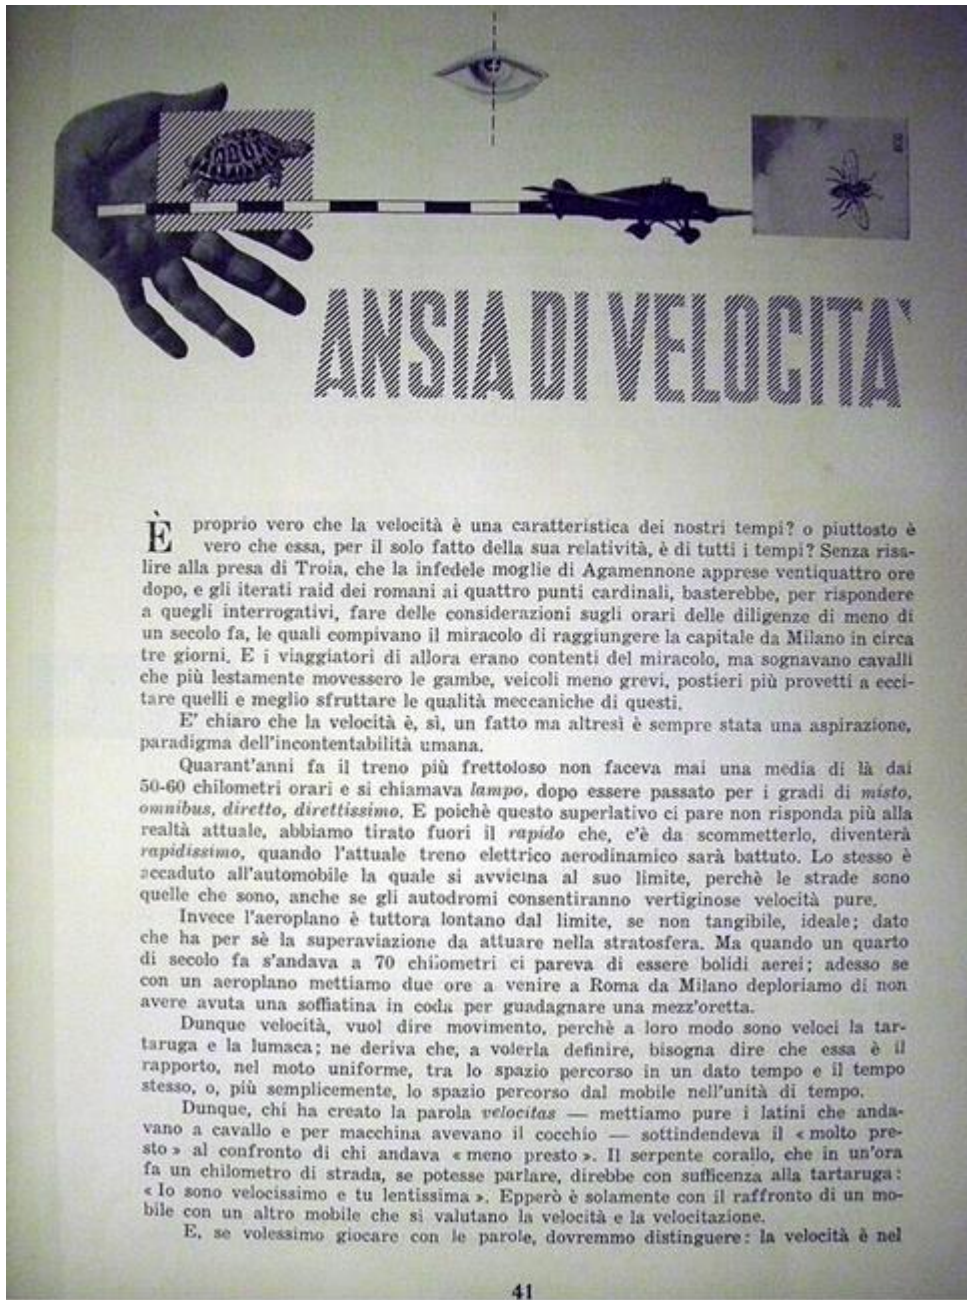 ANSIA DI VELOCITA'
È proprio vero che la velocità è una caratteristica dei nostri tempi? o piuttosto è
vero che essa, per il solo fatto della sua relatività, è di tutti i tempi? Senza risa-
lire alla presa di Troia, che la infedele moglie di Agamennone apprese ventiquattro ore
dopo, e gli iterati raid dei romani ai quattro punti cardinali, basterebbe, per rispondere
a quegli interrogativi, fare delle considerazioni sugli orari delle diligenze di meno di
un secolo fa, le quali compivano il miracolo di raggiungere la capitale da Milano in circa
tre giorni. E i viaggiatori di allora erano contenti del miracolo, ma sognavano cavalli
che più lestamente movessero le gambe, veicoli meno grevi, postieri più provetti a ecci-
tare quelli e meglio sfruttare le qualità meccaniche di questi.
E' chiaro che la velocità è, sì, un fatto ma altresì è sempre stata una aspirazione,
paradigma dell'incontentabilità umana.
Quarant'anni fa il treno più frettoloso non faceva mai una media di là dai
50-60 chilometri orari e si chiamava lampo, dopo essere passato per i gradi di misto,
omnibus, diretto, direttissimo. E poichè questo superlativo ci pare non risponda più alla
realtà attuale, abbiamo tirato fuori il rapido che, c'è da scommetterlo, diventerà
rapidissimo, quando l'attuale treno elettrico aerodinamico sarà battuto. Lo stesso è
accaduto all'automobile la quale si avvicina al suo limite, perchè le strade sono
quelle che sono, anche se gli autodromi consentiranno vertiginose velocità pure.
Invece l'aeroplano è tuttora lontano dal limite, se non tangibile, ideale; dato
che ha per sè la superaviazione da attuare nella stratosfera. Ma quando un quarto
di secolo fa s'andava a 70 chilometri ci pareva di essere bolidi aerei; adesso se
con un aeroplano mettiamo due ore a venire a Roma da Milano deploriamo di non
avere avuta una soffiatina in coda per guadagnare una mezz'oretta.
Dunque velocità, vuol dire movimento, perchè a loro modo sono veloci la tar-
taruga e la lumaca; ne deriva che, a volerla definire, bisogna dire che essa è il
rapporto, nel moto uniforme, tra lo spazio percorso in un dato tempo e il tempo
stesso, o, più semplicemente, lo spazio percorso dal mobile nell'unità di tempo.
Dunque, chi ha creato la parola velocitas — mettiamo pure i latini che anda-
vano a cavallo e per macchina avevano il cocchio — sottindendeva il « molto pre-
sto » al confronto di chi andava « meno presto ». Il serpente corallo, che in un'ora
fa un chilometro di strada, se potesse parlare, direbbe con sufficenza alla tartaruga:
« Io sono velocissimo e tu lentissima ». Epperò è solamente con il raffronto di un mo-
bile con un altro mobile che si valutano la velocità e la velocitazione.
E, se volessimo giocare con le parole, dovremmo distinguere: la velocità è nel
41